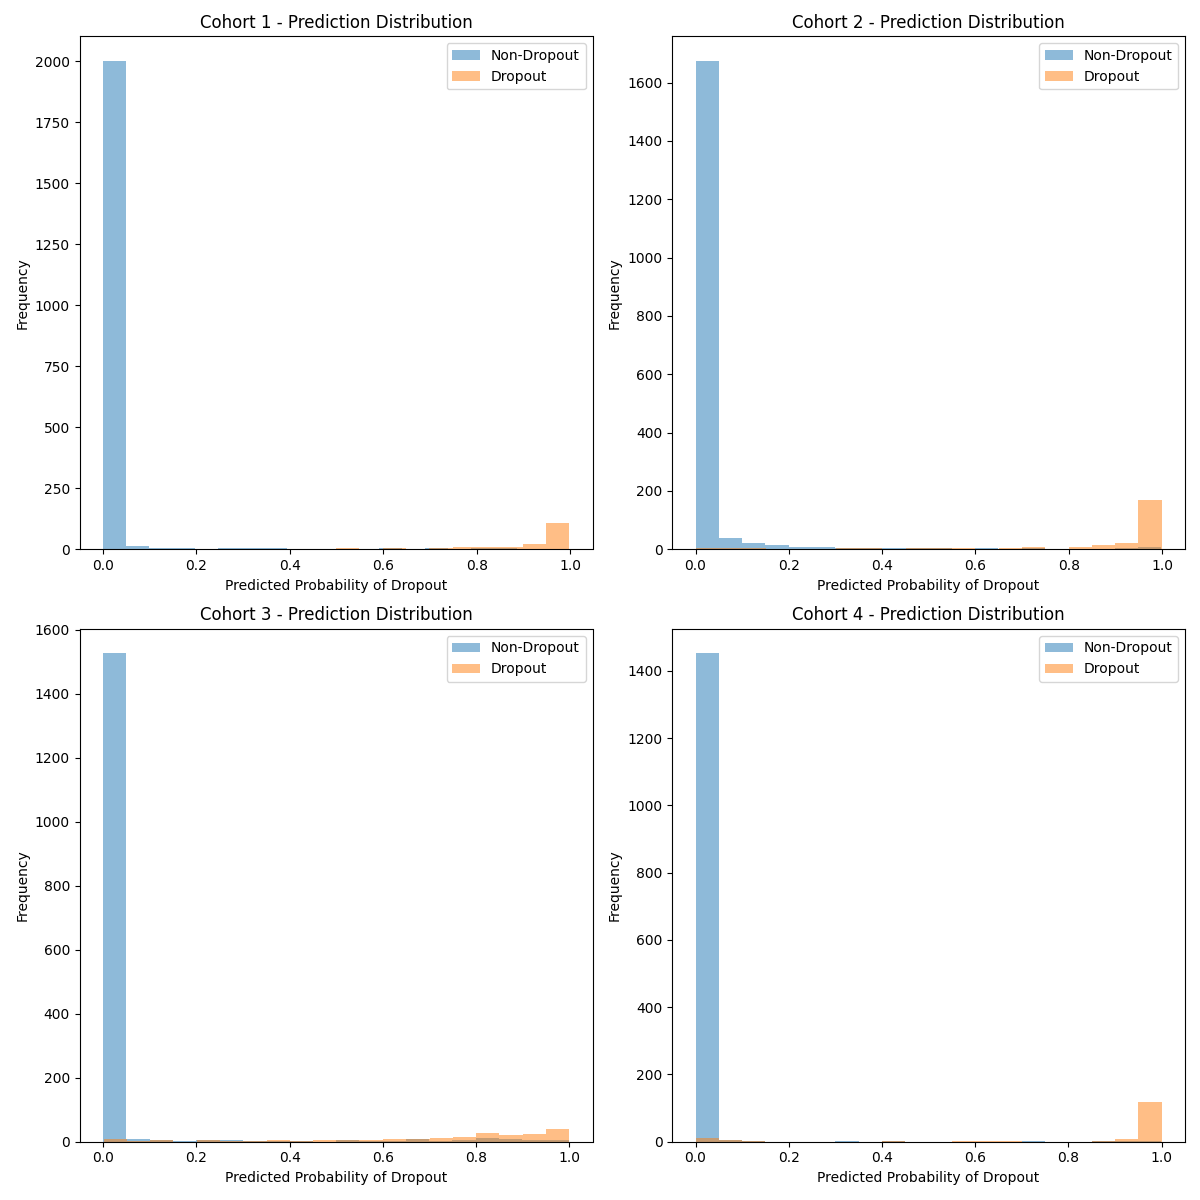 Cohort 1 - Prediction Distribution
Non-Dropout
Dropout
2000
1750
1500
1250
1000
750
500
250
0
Frequency
0.0 0.2 0.4 0.6 0.8 1.0
Predicted Probability of Dropout
Cohort 2 - Prediction Distribution
Non-Dropout
Dropout
1600
1400
1200
1000
800
600
400
200
0
Frequency
0.0 0.2 0.4 0.6 0.8 1.0
Predicted Probability of Dropout
Cohort 3 - Prediction Distribution
Non-Dropout
Dropout
1600
1400
1200
1000
800
600
400
200
0
Frequency
0.0 0.2 0.4 0.6 0.8 1.0
Predicted Probability of Dropout
Cohort 4 - Prediction Distribution
Non-Dropout
Dropout
1400
1200
1000
800
600
400
200
0
Frequency
0.0 0.2 0.4 0.6 0.8 1.0
Predicted Probability of Dropout